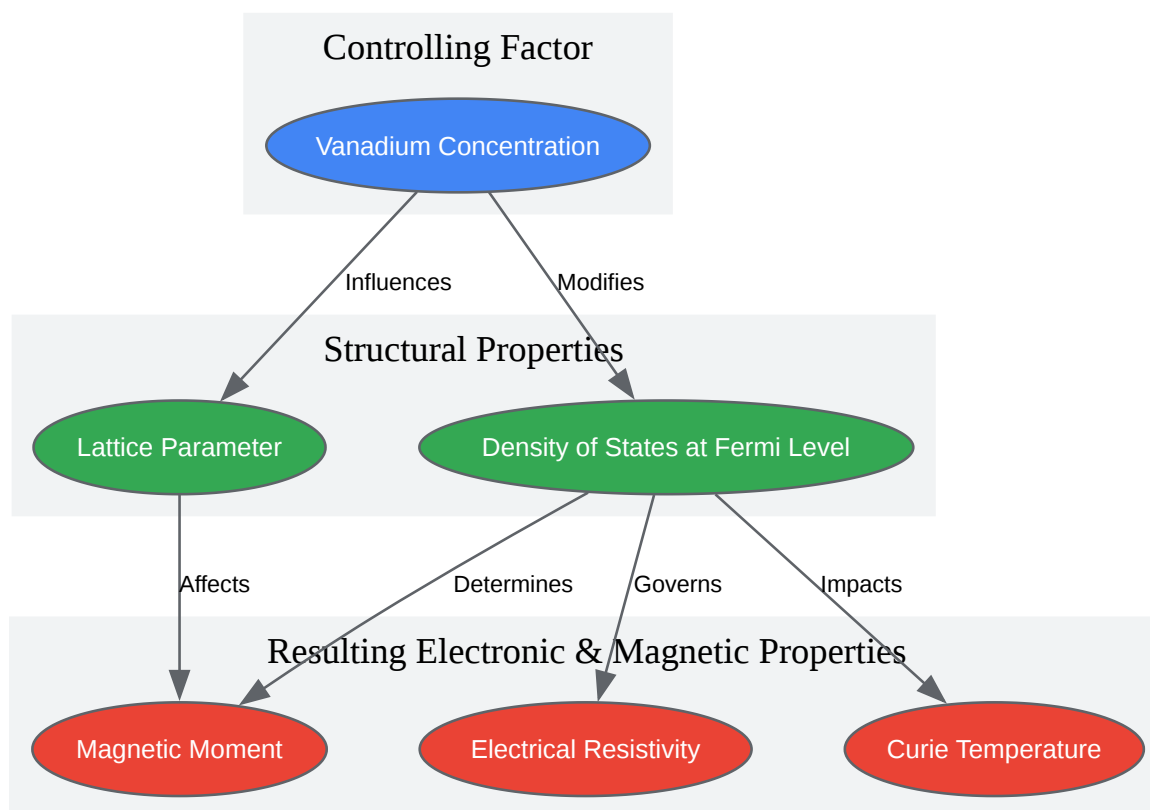 Controlling Factor
Vanadium Concentration
Influences
Modifies
Structural Properties
Lattice Parameter
Density of States at Fermi Level
Affects
Determines
Governs
Impacts
Resulting Electronic & Magnetic Properties
Magnetic Moment
Electrical Resistivity
Curie Temperature